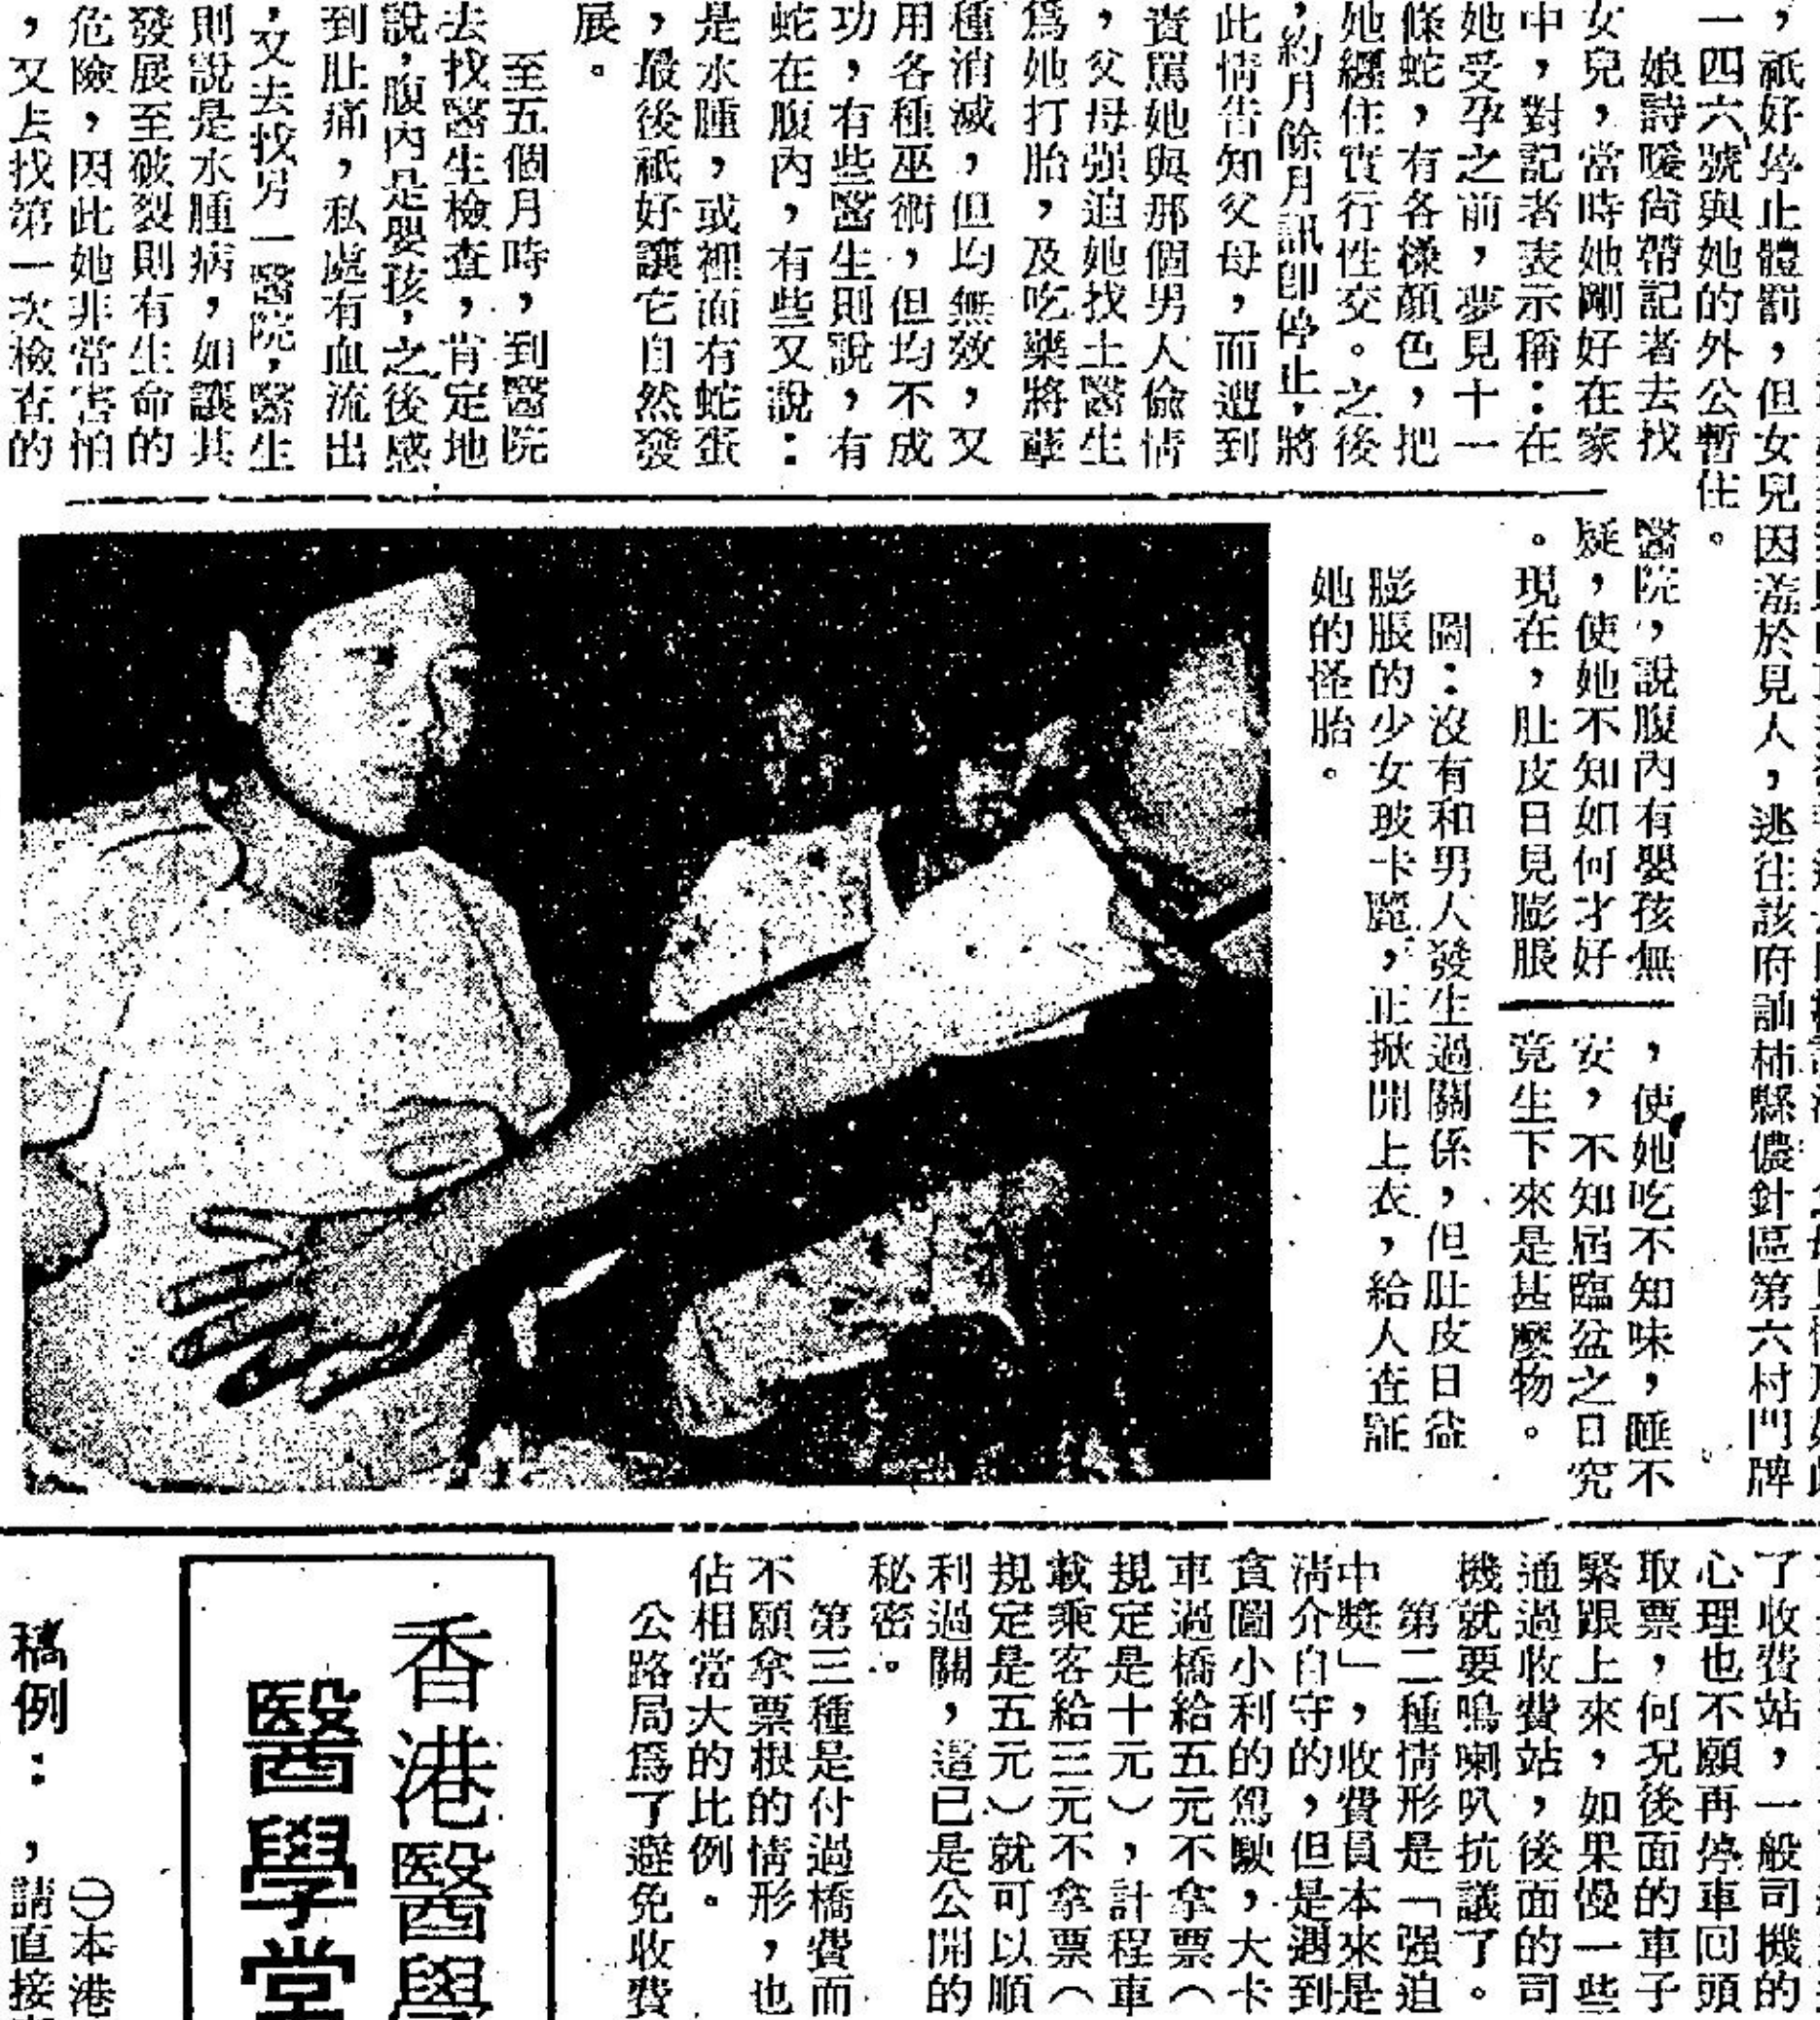 ，祇好停止體罰，但女兒因羞於見人，逃往該府訕柿縣儂針區第六村門牌
一四六號與她的外公暫住。
娘詩暖尙帶記者去找
女兒，當時她剛好在家
中，對記者表示稱：在
她受孕之前，夢見十一
條蛇，有各樣顏色，把
她纒住實行性交。之後
，約月餘月訊即停止，將
此情告知父母，而遭到
責罵她與那個男人偸情
，父母强迫她找土醫生
爲她打胎，及吃藥將孽
種消滅，但均無效，又
用各種巫術，但均不成
功，有些醫生則說，有
蛇在腹內，有些又說：
是水腫，或裡面有蛇蛋
，最後祇好讓它自然發
展。
至五個月時，到醫院
去找醫生檢查，肯定地
說，腹內是嬰孩，之後感
到肚痛，私處有血流出
，又去找另一醫院，醫生
則說是水腫病，如讓其
發展至破裂則有生命的
危險，因此她非常害怕
，又去找第一次檢查的
醫院，說腹內有嬰孩無
疑，使她不知如何才好
。現在，肚皮日見膨脹
，使她吃不知味，睡不
安，不知屆臨盆之日究
竟生下來是甚麼物。
圖：沒有和男人發生過關係，但肚皮日益
膨脹的少女玻卡麗，正掀開上衣，給人查証
她的怪胎。
了收費站，一般司機的
心理也不願再停車回頭
取票，何况後面的車子
緊跟上來，如果慢一些
通過收費站，後面的司
機就要鳴喇叭抗議了。
第二種情形是「强迫
中獎」，收費員本來是
淸介自守的，但是遇到
貪圖小利的駕駛，大卡
車過橋給五元不拿票（
規定是十元），計程車
載乘客給三元不拿票（
規定是五元）就可以順
利過關，這已是公開的
秘密。
第三種是付過橋費而
不願拿票根的情形，也
佔相當大的比例。
公路局爲了避免收費
香港醫學
醫學堂
㊀本港
稿例：，請直接